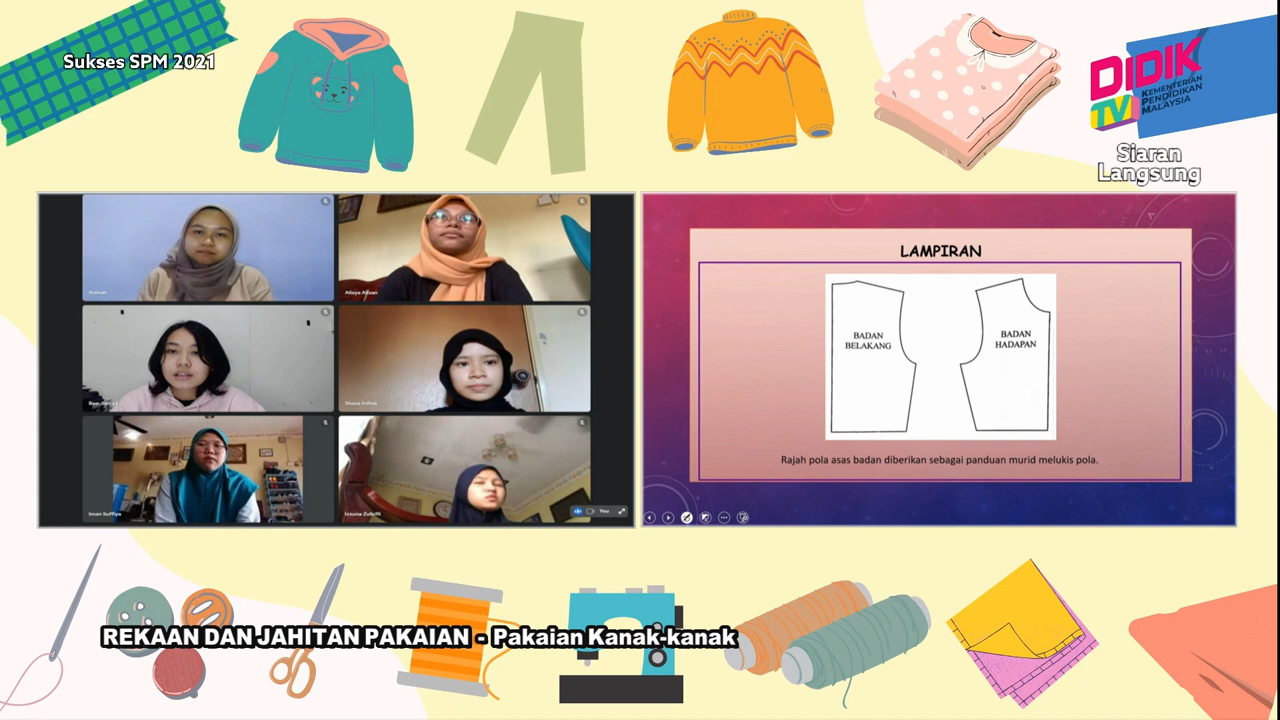 Sukses SPM 2021
DIDIK
TV
KEMENTERIAN
PENDIDIKAN
MALAYSIA
Siaran
Langsung
LAMPIRAN
BADAN
BELAKANG
BADAN
HADAPAN
Rajah pola asas badan diberikan sebagai panduan murid melukis pola.
You
REKAAN DAN JAHITAN PAKAIAN - Pakaian Kanak-kanak